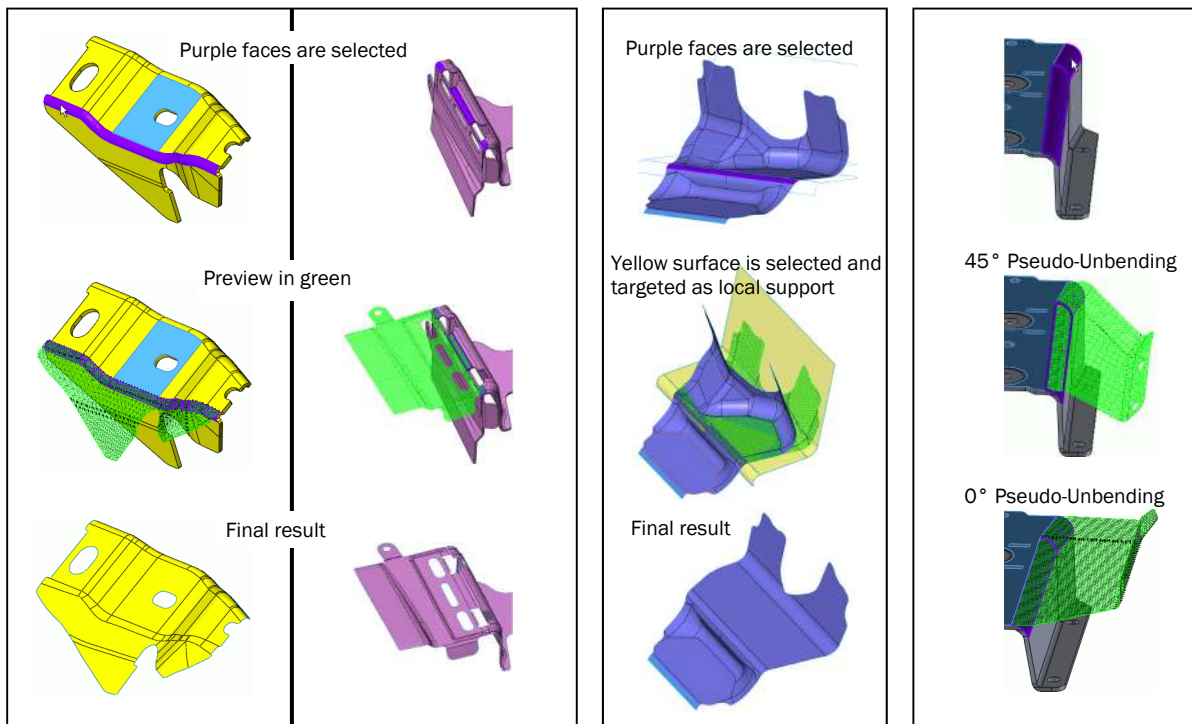 Purple faces are selected
Preview in green
Final result
Purple faces are selected
Yellow surface is selected and
targeted as local support
Final result
45° Pseudo-Unbending
0° Pseudo-Unbending